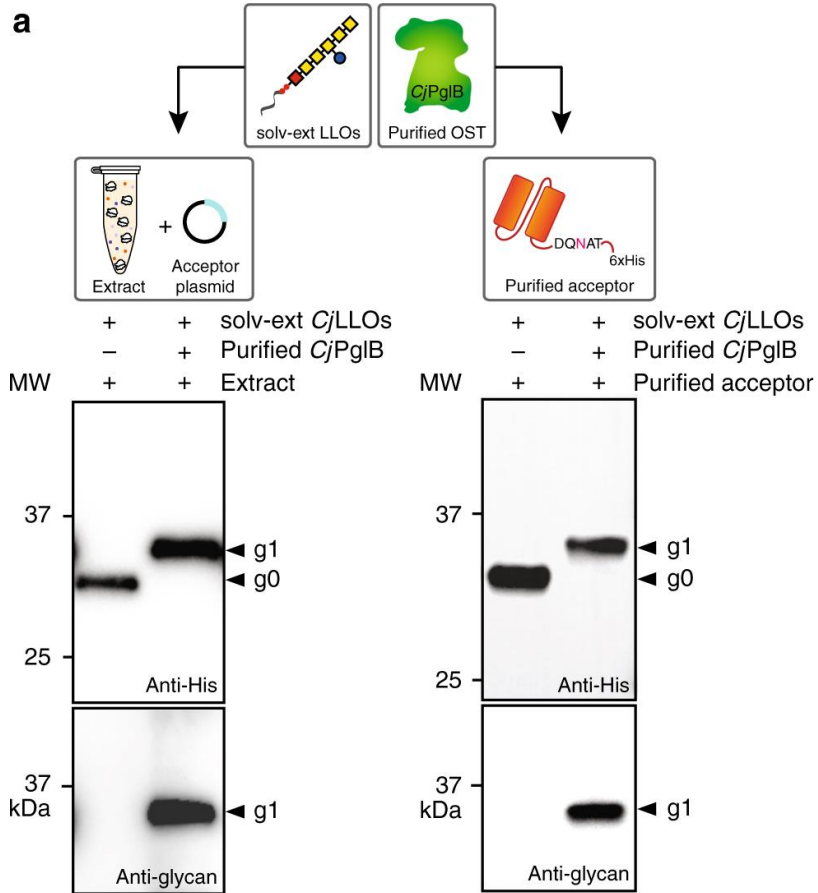 a
CjPglB
solv-ext LLOs
Purified OST
+
Extract
Acceptor
plasmid
DQNAT
6xHis
Purified acceptor
+ + solv-ext CjLLOs
– + Purified CjPglB
MW + + Extract
37
g1
g0
25
Anti-His
37
kDa
g1
Anti-glycan
+ + solv-ext CjLLOs
– + Purified CjPglB
MW + + Purified acceptor
37
g1
g0
25
Anti-His
37
kDa
g1
Anti-glycan